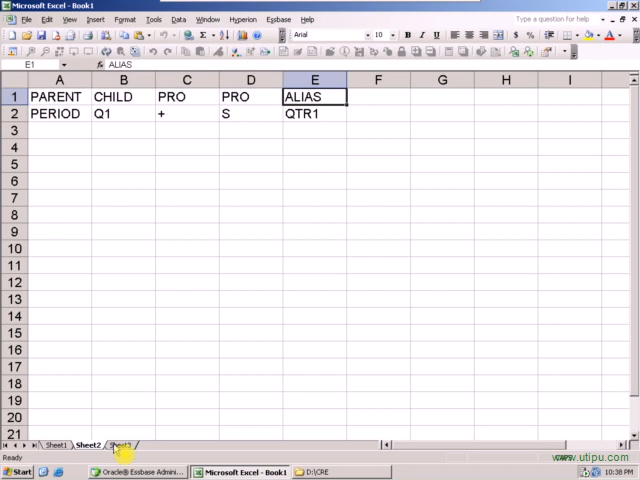 Microsoft Excel - Book1
File Edit View Insert Format Tools Data Window Hyperion Essbase Help
Type a question for help
Arial 10 B I U $ %
E1 fx ALIAS
A B C D E F G H I
1 PARENT CHILD PRO PRO ALIAS
2 PERIOD Q1 + S QTR1
3
4
5
6
7
8
9
10
11
12
13
14
15
16
17
18
19
20
21
Sheet1 Sheet2 Sheet3
Ready
www.utipu.com
Start Oracle® Essbase Admini... Microsoft Excel - Book1 D:\CRE 10:38 PM